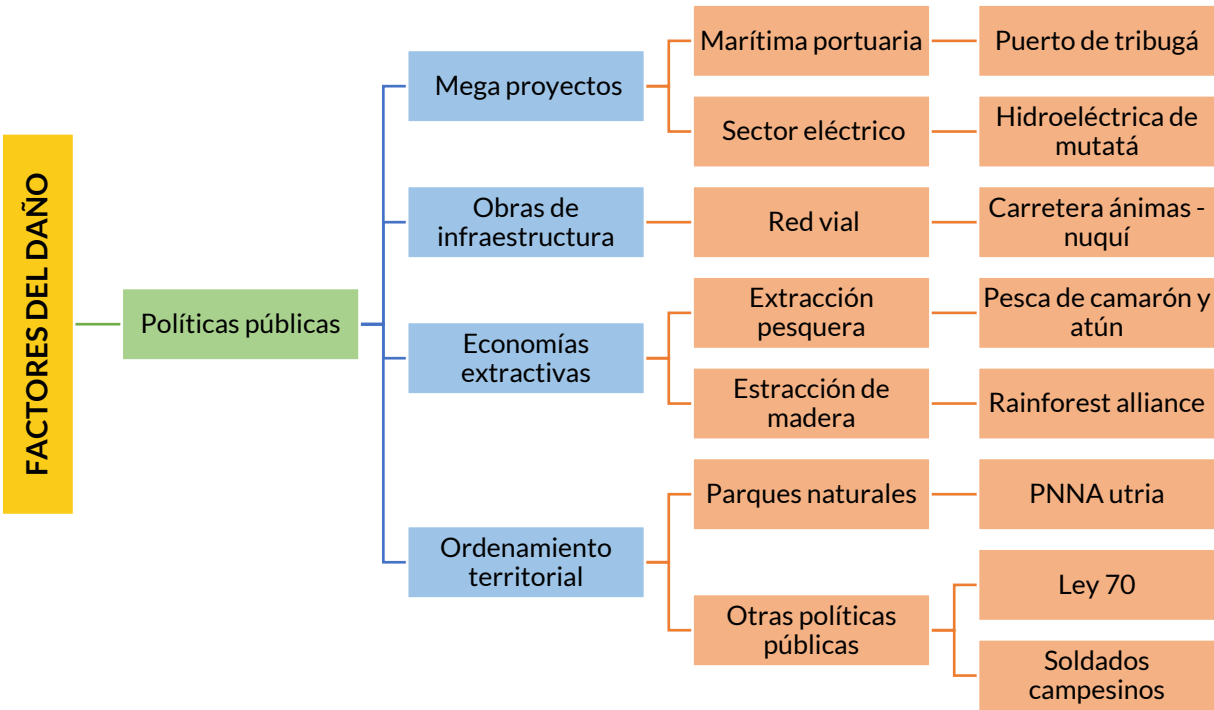 FACTORES DEL DAÑO
Políticas públicas
Mega proyectos
Marítima portuaria
Puerto de tribugá
Sector eléctrico
Hidroeléctrica de
mutatá
Obras de
infraestructura
Red vial
Carretera ánimas -
nuquí
Economías
extractivas
Extracción
pesquera
Pesca de camarón y
atún
Estracción de
madera
Rainforest alliance
Ordenamiento
territorial
Parques naturales
PNNA utria
Otras políticas
públicas
Ley 70
Soldados
campesinos